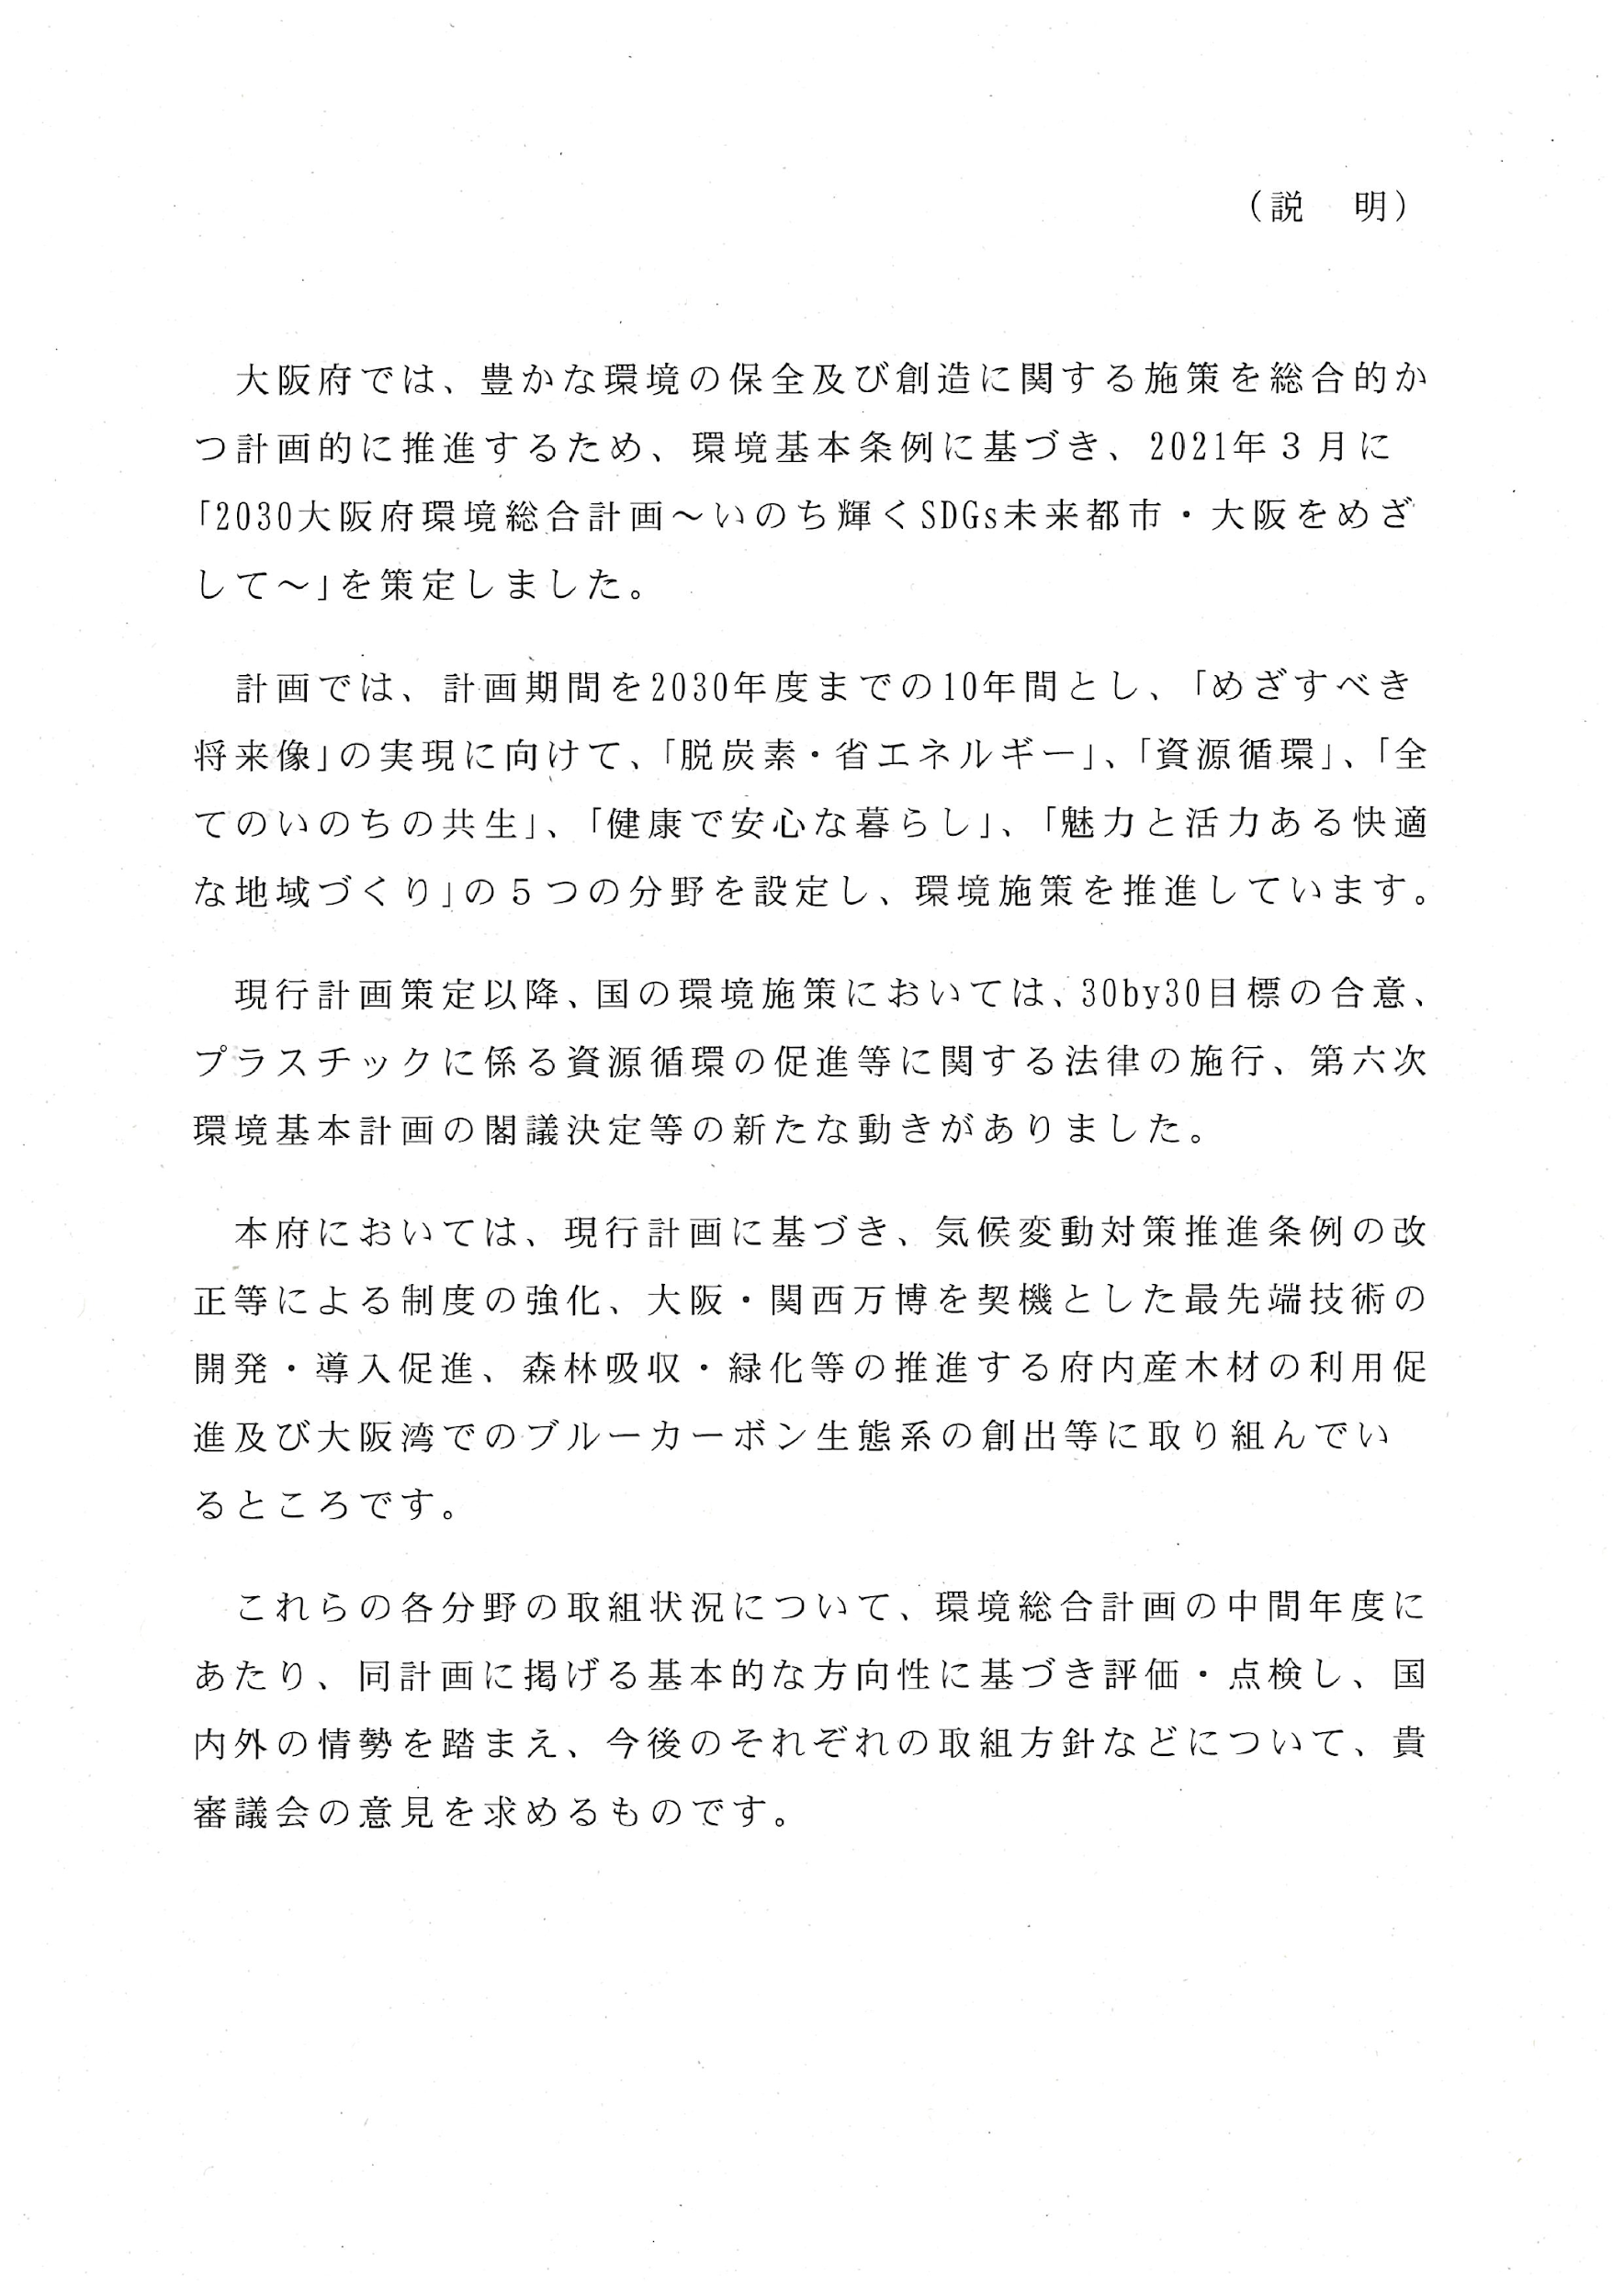 （説　明）
　大阪府では、豊かな環境の保全及び創造に関する施策を総合的か
つ計画的に推進するため、環境基本条例に基づき、2021年３月に
「2030大阪府環境総合計画～いのち輝くSDGs未来都市・大阪をめざ
して～」を策定しました。
　計画では、計画期間を2030年度までの10年間とし、「めざすべき
将来像」の実現に向けて、「脱炭素・省エネルギー」、「資源循環」、「全
てのいのちの共生」、「健康で安心な暮らし」、「魅力と活力ある快適
な地域づくり」の５つの分野を設定し、環境施策を推進しています。
　現行計画策定以降、国の環境施策においては、30by30目標の合意、
プラスチックに係る資源循環の促進等に関する法律の施行、第六次
環境基本計画の閣議決定等の新たな動きがありました。
　本府においては、現行計画に基づき、気候変動対策推進条例の改
正等による制度の強化、大阪・関西万博を契機とした最先端技術の
開発・導入促進、森林吸収・緑化等の推進する府内産木材の利用促
進及び大阪湾でのブルーカーボン生態系の創出等に取り組んでい
るところです。
　これらの各分野の取組状況について、環境総合計画の中間年度に
あたり、同計画に掲げる基本的な方向性に基づき評価・点検し、国
内外の情勢を踏まえ、今後のそれぞれの取組方針などについて、貴
審議会の意見を求めるものです。